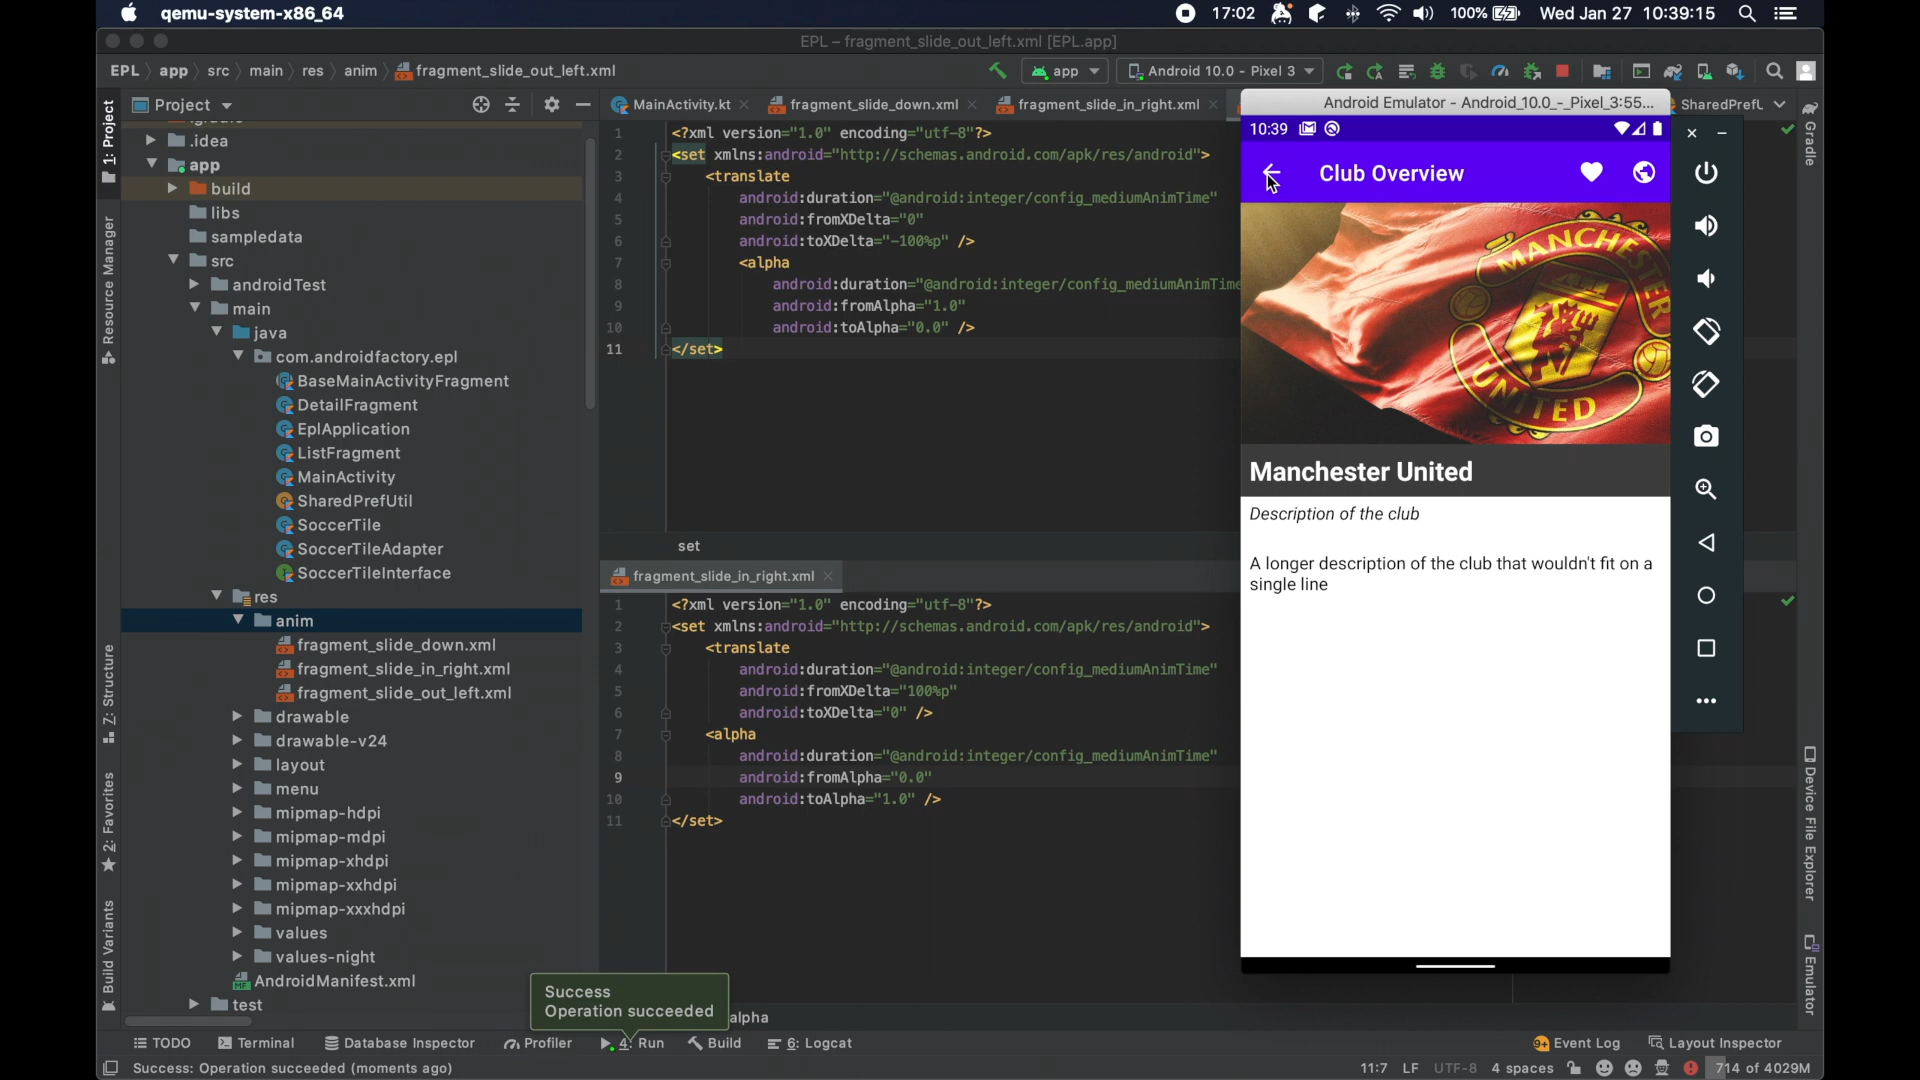 qemu-system-x86_64
17:02
100%
Wed Jan 27 10:39:15
EPL – fragment_slide_out_left.xml [EPL.app]
EPL app src main res anim fragment_slide_out_left.xml
app
Android 10.0 - Pixel 3
Project
MainActivity.kt
fragment_slide_down.xml
fragment_slide_in_right.xml
SharedPrefL
1: Project
Resource Manager
Z: Structure
2: Favorites
Build Variants
.idea
app
build
libs
sampledata
src
androidTest
main
java
com.androidfactory.epl
BaseMainActivityFragment
DetailFragment
EplApplication
ListFragment
MainActivity
SharedPrefUtil
SoccerTile
SoccerTileAdapter
SoccerTileInterface
res
anim
fragment_slide_down.xml
fragment_slide_in_right.xml
fragment_slide_out_left.xml
drawable
drawable-v24
layout
menu
mipmap-hdpi
mipmap-mdpi
mipmap-xhdpi
mipmap-xxhdpi
mipmap-xxxhdpi
values
values-night
AndroidManifest.xml
test
1 <?xml version="1.0" encoding="utf-8"?>
2 <set xmlns:android="http://schemas.android.com/apk/res/android">
3 <translate
4 android:duration="@android:integer/config_mediumAnimTime"
5 android:fromXDelta="0"
6 android:toXDelta="-100%p" />
7 <alpha
8 android:duration="@android:integer/config_mediumAnimTime
9 android:fromAlpha="1.0"
10 android:toAlpha="0.0" />
11 </set>
set
fragment_slide_in_right.xml
1 <?xml version="1.0" encoding="utf-8"?>
2 <set xmlns:android="http://schemas.android.com/apk/res/android">
3 <translate
4 android:duration="@android:integer/config_mediumAnimTime"
5 android:fromXDelta="100%p"
6 android:toXDelta="0" />
7 <alpha
8 android:duration="@android:integer/config_mediumAnimTime"
9 android:fromAlpha="0.0"
10 android:toAlpha="1.0" />
11 </set>
alpha
Android Emulator - Android_10.0_-_Pixel_3:55...
10:39
Club Overview
MANCHESTER
UNITED
Manchester United
Description of the club
A longer description of the club that wouldn't fit on a
single line
Gradle
Device File Explorer
Emulator
Success
Operation succeeded
TODO
Terminal
Database Inspector
Profiler
4: Run
Build
6: Logcat
9+ Event Log
Layout Inspector
Success: Operation succeeded (moments ago)
11:7 LF UTF-8 4 spaces
714 of 4029M